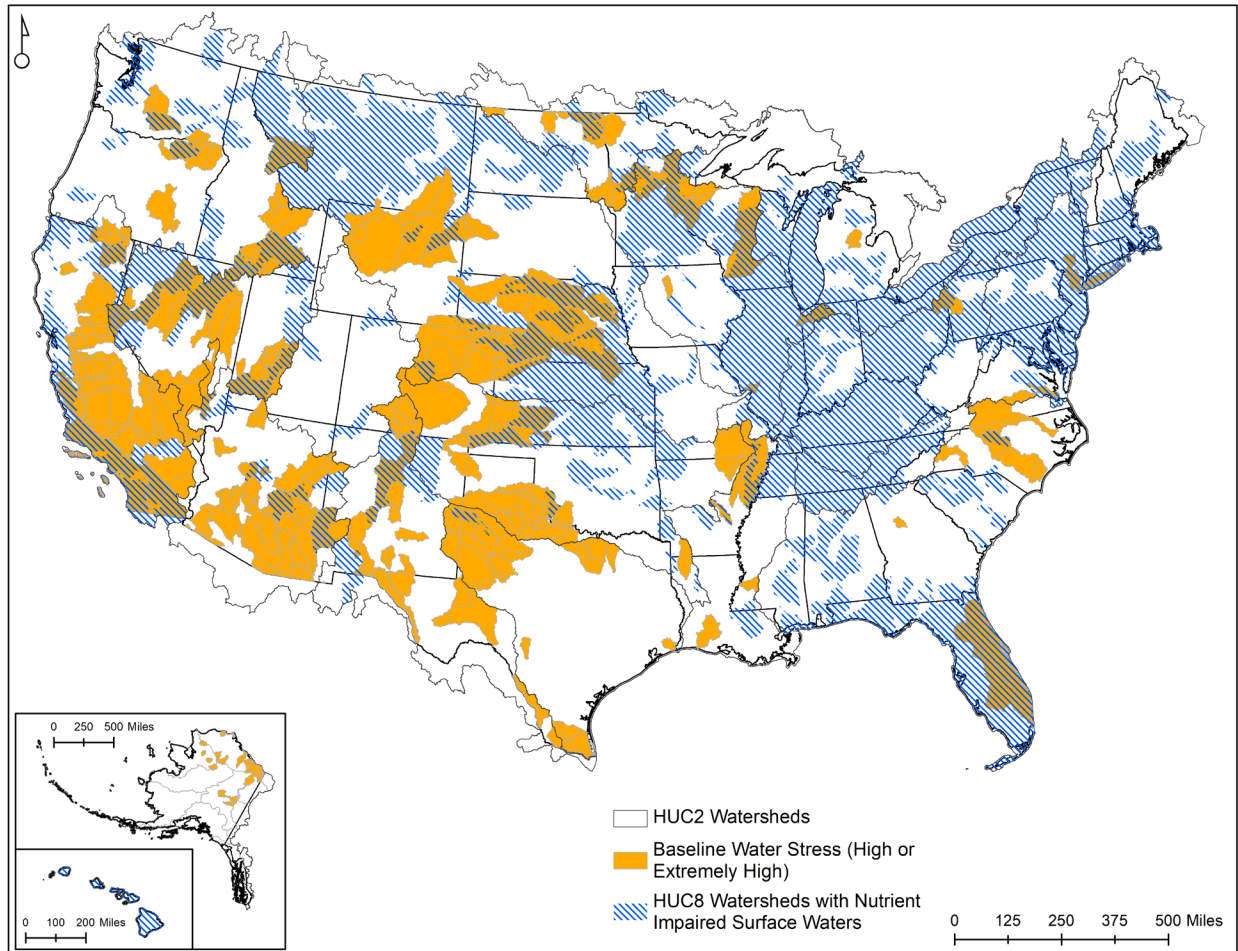 0 250 500 Miles
0 100 200 Miles
HUC2 Watersheds
Baseline Water Stress (High or
Extremely High)
HUC8 Watersheds with Nutrient
Impaired Surface Waters
0 125 250 375 500 Miles